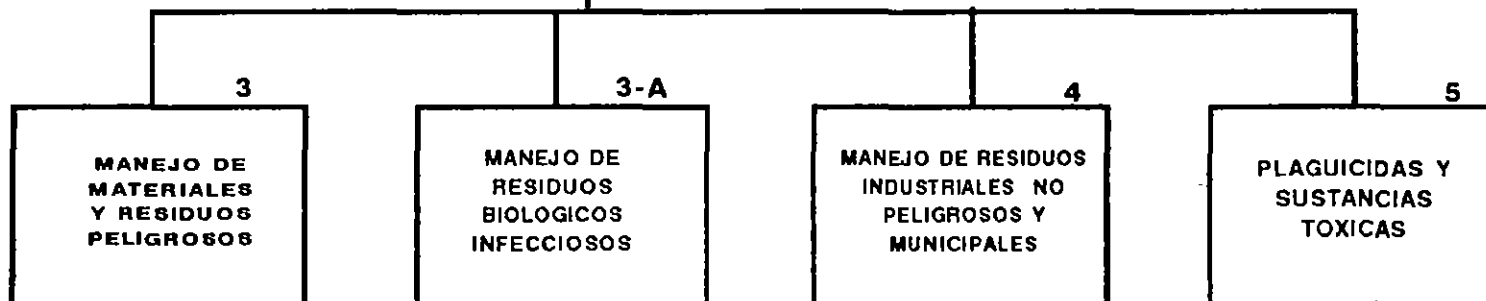 3
MANEJO DE
MATERIALES
Y RESIDUOS
PELIGROSOS
3-A
MANEJO DE
RESIDUOS
BIOLOGICOS
INFECCIOSOS
4
MANEJO DE RESIDUOS
INDUSTRIALES NO
PELIGROSOS Y
MUNICIPALES
5
PLAGUICIDAS Y
SUSTANCIAS
TOXICAS